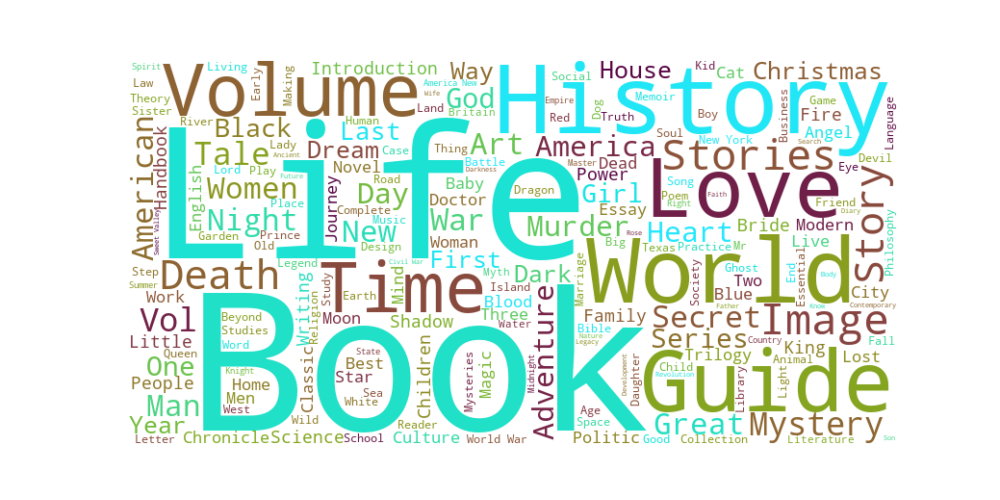 Spirit
Living
Early
Making
Introduction
Way
House
Kid
Cat
Christmas
Law
Theory
Sister
Volume
God
America New
Wife
Britain
Land
Social
Dog
Memoir
Red
Empire
Truth
Boy
History
Business
Game
Fire
Language
American
Handbook
River
Black
Lady
Ancient
Human
Last
Case
Thing
Battle
Art
America
Master
Darkness
Dead
Power
Soul
New York
Search
Angel
Devil
Eye
Tale
Lord
Play
Dream
Novel
Road
Baby
Doctor
Dragon
Girl
Song
Poem
Right
Faith
Stories
Friend
Diary
Women
English
Life
Future
Place
Complete
Music
Day
War
Woman
Murder
Essay
Rose
Heart
Love
Bride
Modern
Story
Philosophy
Sweet Valley
Night
Garden
Prince
Old
Journey
Design
New
First
Big
Texas
Practice
Mr
Live
Step
Summer
Death
Legend
Civil War
Myth
Dark
Island
Marriage
World
Society
Ghost
Two
End
Essential
Body
City
Work
Vol
Beyond
Studies
Word
Writing
Religion
Study
Time
Moon
Earth
Mind
Shadow
Blood
Three
Water
Adventure
Family
Bible
Nature
Legacy
Blue
Father
Secret
Know
Image
Contemporary
Fall
Little
Queen
One
People
Knight
Home
Men
West
Book
Classic
State
Best
Star
Sea
White
Children
Mysteries
Magic
Midnight
Development
Daughter
Series
Country
Trilogy
Child
Revolution
Library
King
Animal
Light
Lost
Man
Year
Letter
Chronicle
Science
Wild
School
Reader
Culture
World War
Age
Space
Politic
Good
Guide
Great
Collection
Mystery
Literature
Son